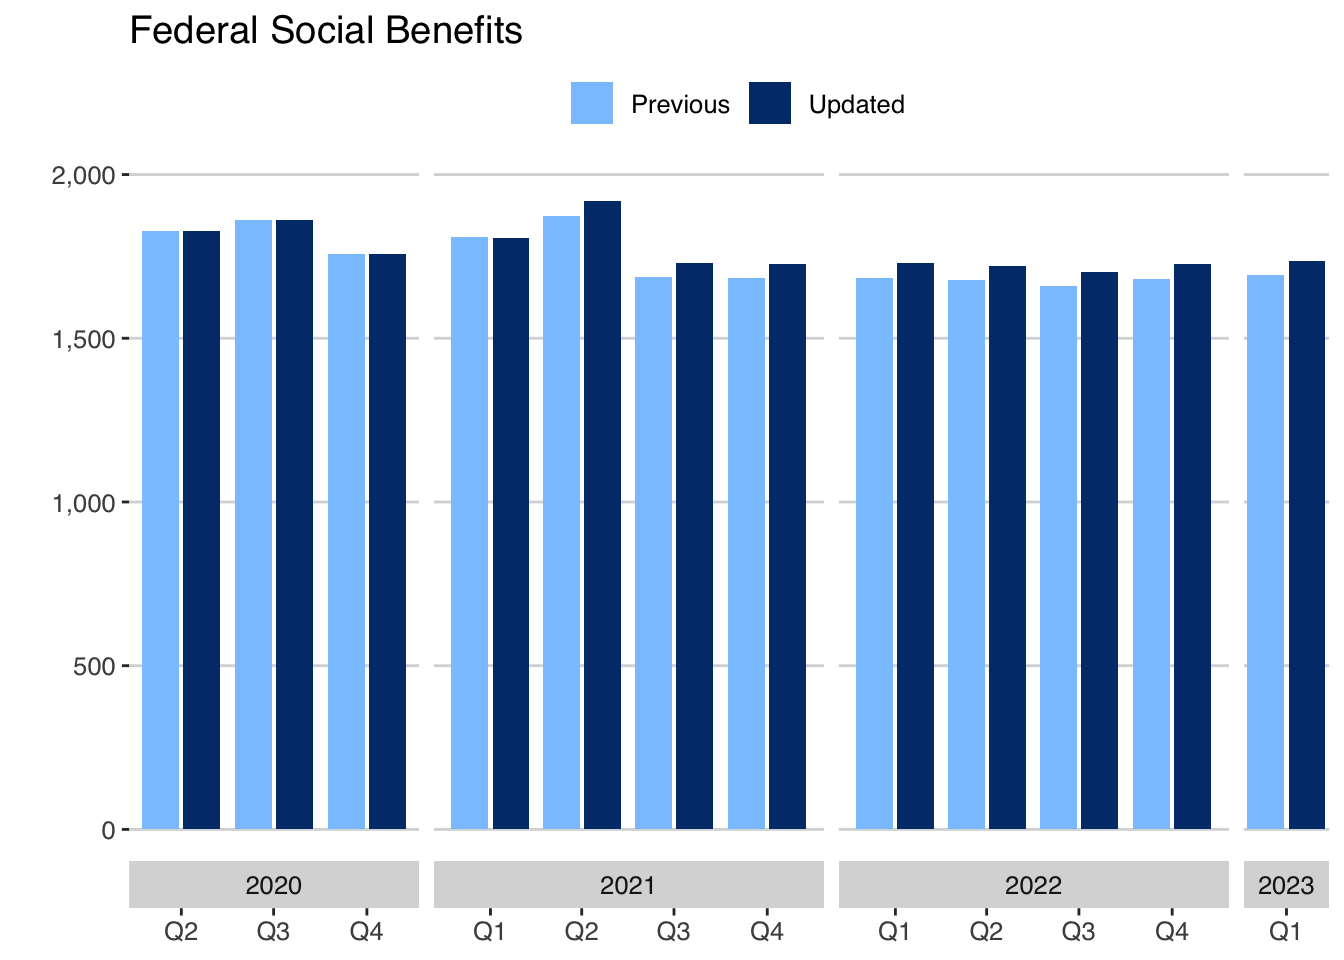 Federal Social Benefits
Previous Updated
2,000
1,500
1,000
500
0
2020 2021 2022 2023
Q2 Q3 Q4 Q1 Q2 Q3 Q4 Q1 Q2 Q3 Q4 Q1